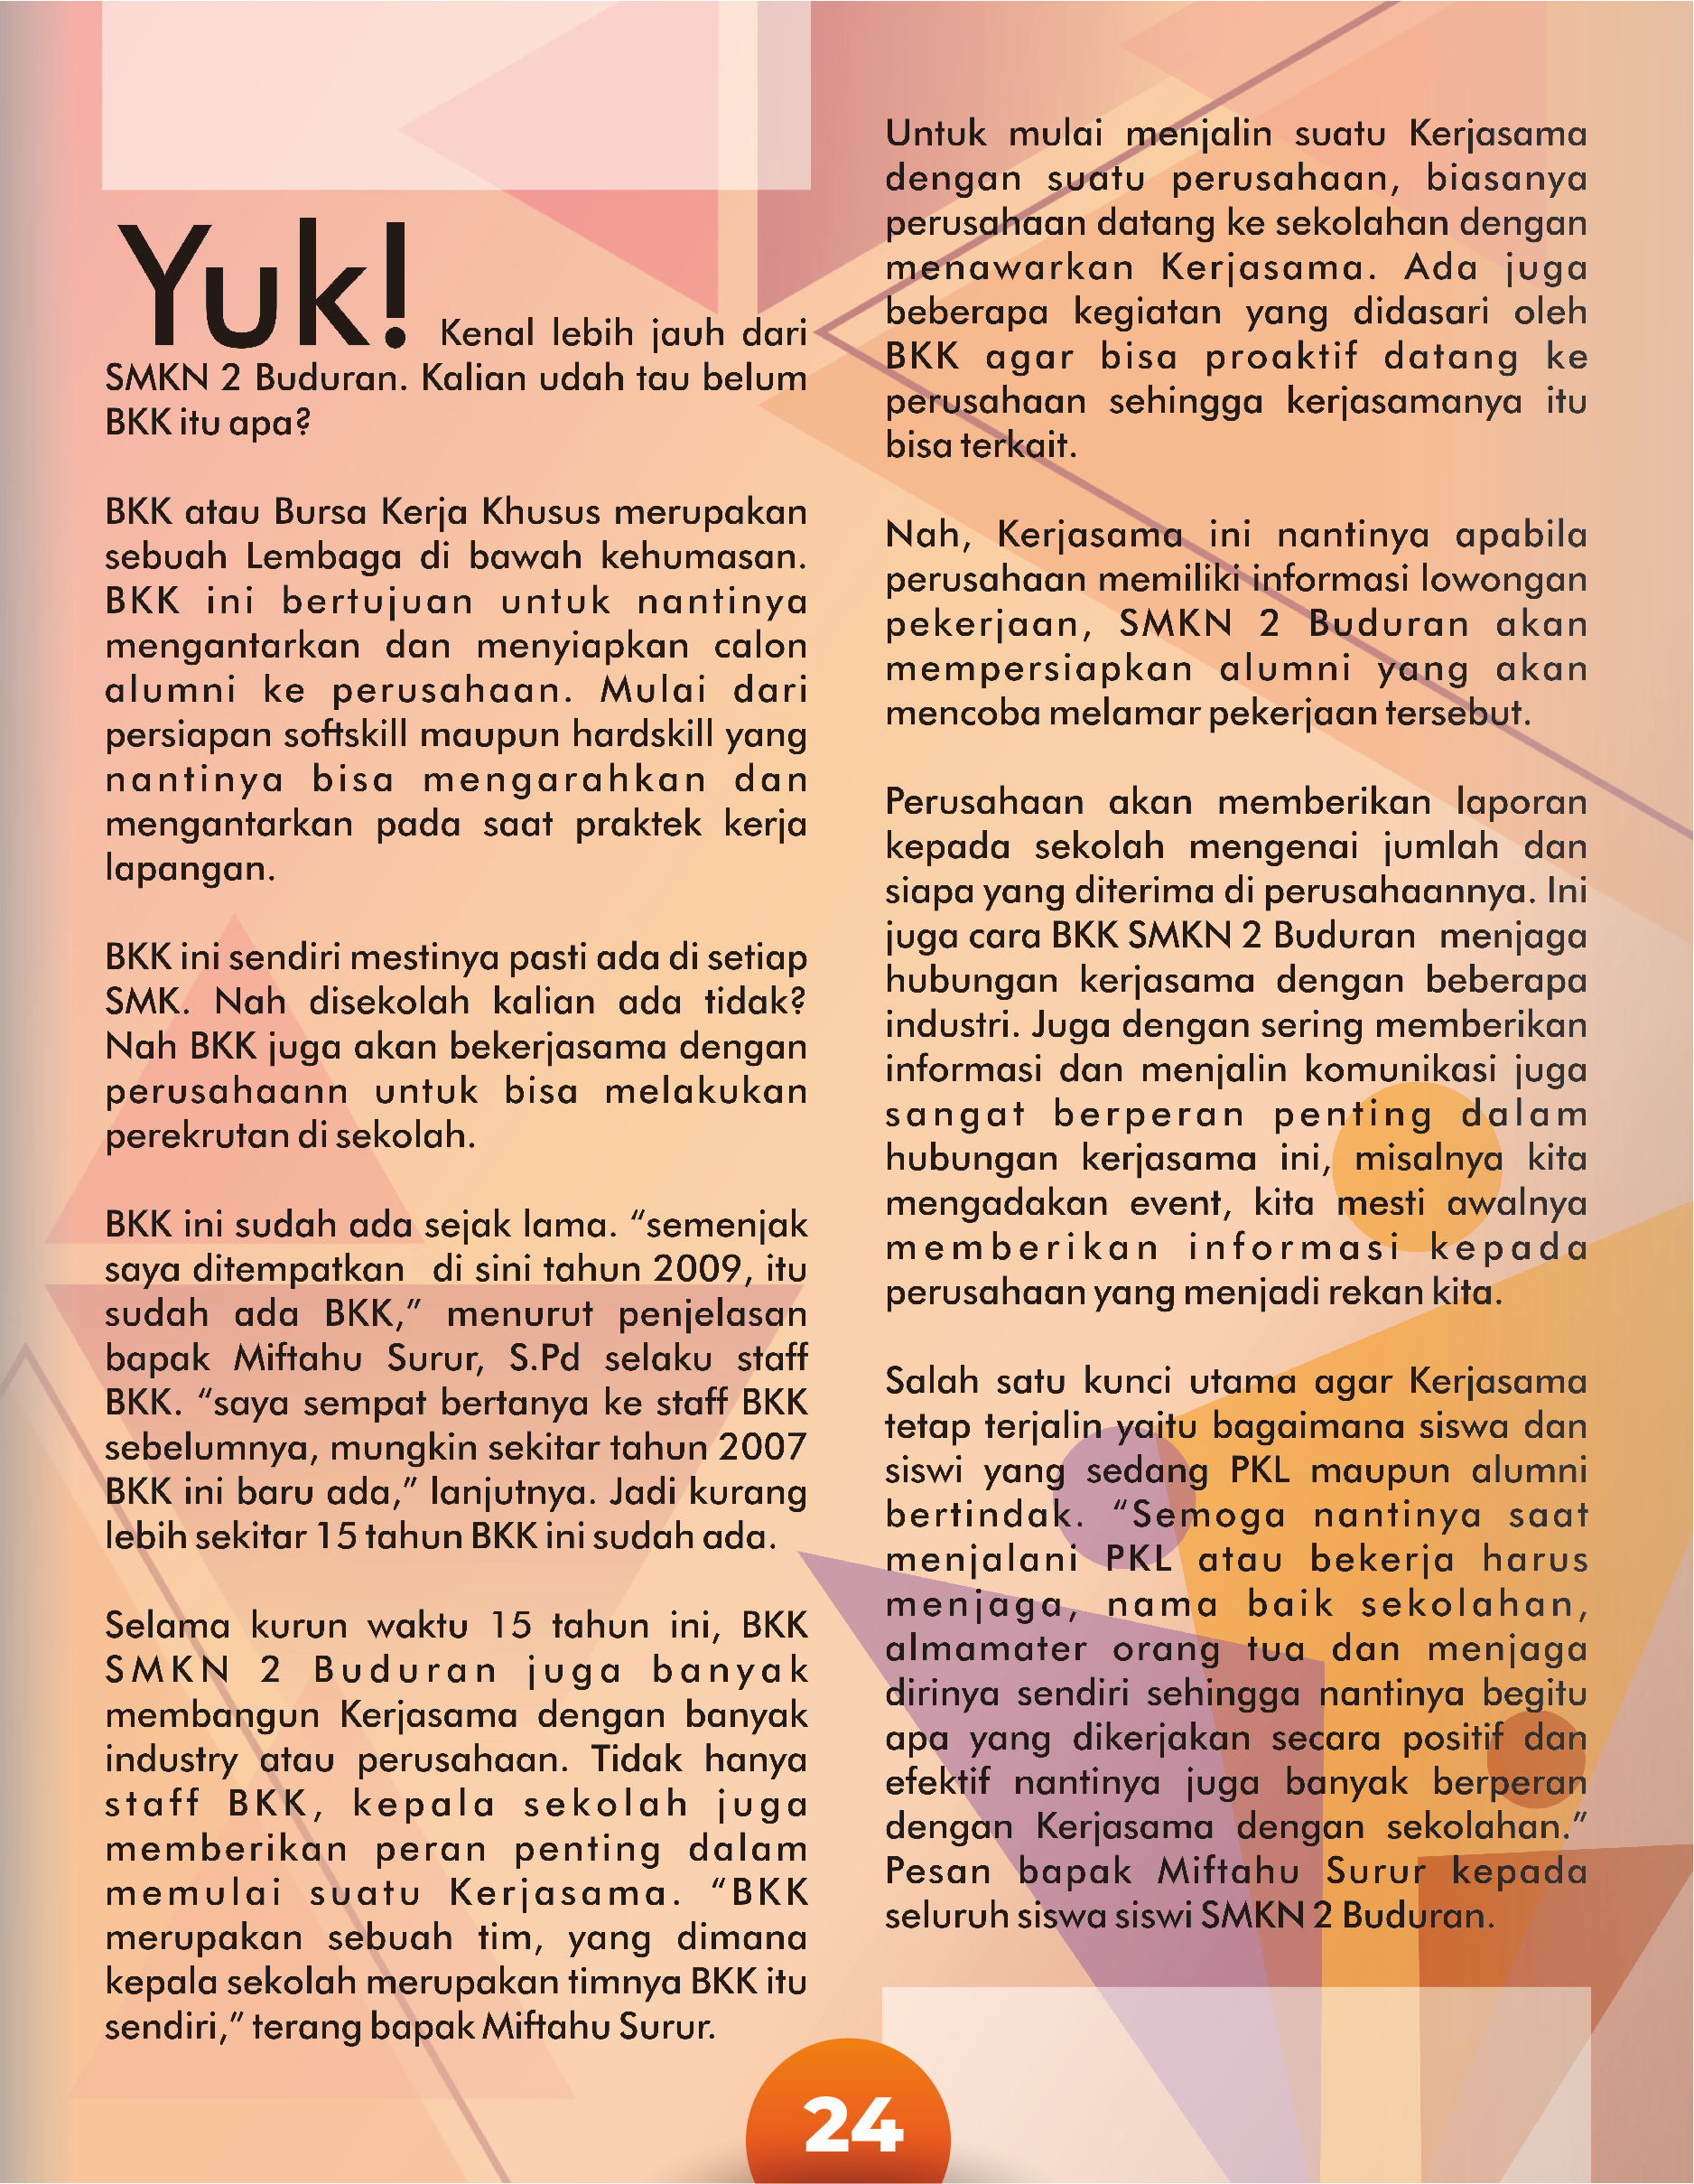 Yuk! Kenal lebih jauh dari
SMKN 2 Buduran. Kalian udah tau belum
BKK itu apa?
BKK atau Bursa Kerja Khusus merupakan
sebuah Lembaga di bawah kehumasan.
BKK ini bertujuan untuk nantinya
mengantarkan dan menyiapkan calon
alumni ke perusahaan. Mulai dari
persiapan softskill maupun hardskill yang
nantinya bisa mengarahkan dan
mengantarkan pada saat praktek kerja
lapangan.
BKK ini sendiri mestinya pasti ada di setiap
SMK. Nah disekolah kalian ada tidak?
Nah BKK juga akan bekerjasama dengan
perusahaann untuk bisa melakukan
perekrutan di sekolah.
BKK ini sudah ada sejak lama. “semenjak
saya ditempatkan di sini tahun 2009, itu
sudah ada BKK,” menurut penjelasan
bapak Miftahu Surur, S.Pd selaku staff
BKK. “saya sempat bertanya ke staff BKK
sebelumnya, mungkin sekitar tahun 2007
BKK ini baru ada,” lanjutnya. Jadi kurang
lebih sekitar 15 tahun BKK ini sudah ada.
Selama kurun waktu 15 tahun ini, BKK
SMKN 2 Buduran juga banyak
membangun Kerjasama dengan banyak
industry atau perusahaan. Tidak hanya
staff BKK, kepala sekolah juga
memberikan peran penting dalam
memulai suatu Kerjasama. “BKK
merupakan sebuah tim, yang dimana
kepala sekolah merupakan timnya BKK itu
sendiri,” terang bapak Miftahu Surur.
Untuk mulai menjalin suatu Kerjasama
dengan suatu perusahaan, biasanya
perusahaan datang ke sekolahan dengan
menawarkan Kerjasama. Ada juga
beberapa kegiatan yang didasari oleh
BKK agar bisa proaktif datang ke
perusahaan sehingga kerjasamanya itu
bisa terkait.
Nah, Kerjasama ini nantinya apabila
perusahaan memiliki informasi lowongan
pekerjaan, SMKN 2 Buduran akan
mempersiapkan alumni yang akan
mencoba melamar pekerjaan tersebut.
Perusahaan akan memberikan laporan
kepada sekolah mengenai jumlah dan
siapa yang diterima di perusahaannya. Ini
juga cara BKK SMKN 2 Buduran menjaga
hubungan kerjasama dengan beberapa
industri. Juga dengan sering memberikan
informasi dan menjalin komunikasi juga
sangat berperan penting dalam
hubungan kerjasama ini, misalnya kita
mengadakan event, kita mesti awalnya
memberikan informasi kepada
perusahaan yang menjadi rekan kita.
Salah satu kunci utama agar Kerjasama
tetap terjalin yaitu bagaimana siswa dan
siswi yang sedang PKL maupun alumni
bertindak. “Semoga nantinya saat
menjalani PKL atau bekerja harus
menjaga, nama baik sekolahan,
almamater orang tua dan menjaga
dirinya sendiri sehingga nantinya begitu
apa yang dikerjakan secara positif dan
efektif nantinya juga banyak berperan
dengan Kerjasama dengan sekolahan.”
Pesan bapak Miftahu Surur kepada
seluruh siswa siswi SMKN 2 Buduran.
24